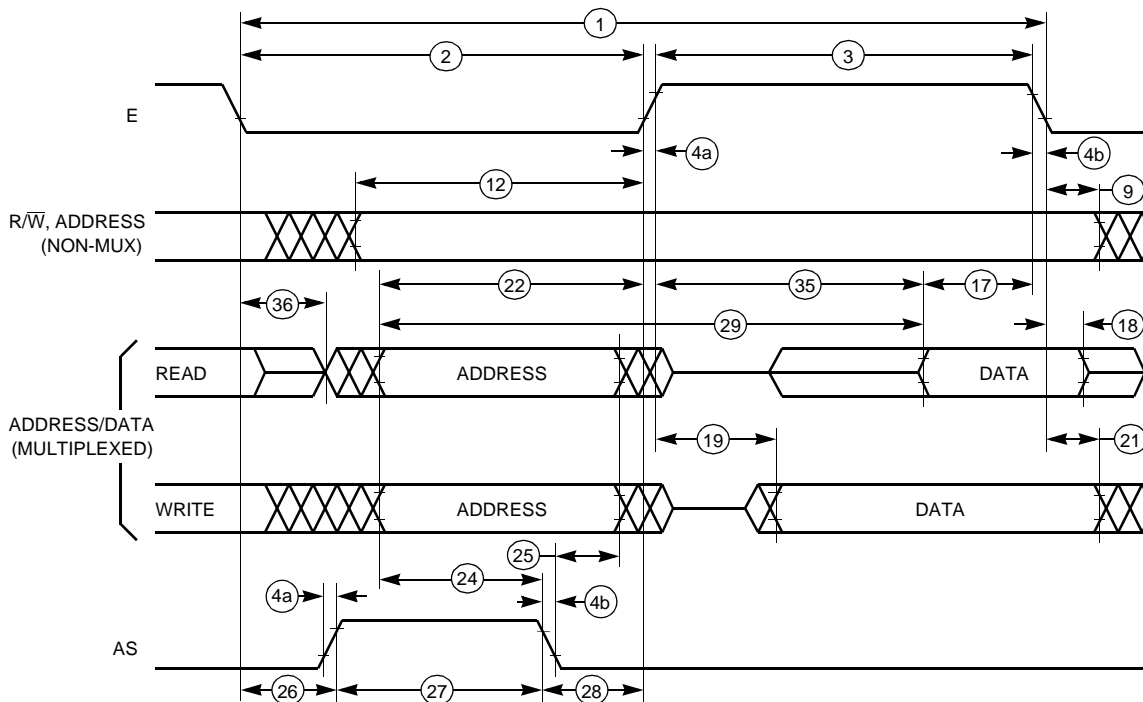 1
2
3
E
4a
4b
12
9
R/W̅, ADDRESS
(NON-MUX)
22
35
17
36
29
18
READ
ADDRESS
DATA
ADDRESS/DATA
(MULTIPLEXED)
19
21
WRITE
ADDRESS
DATA
25
24
4a
4b
AS
26
27
28